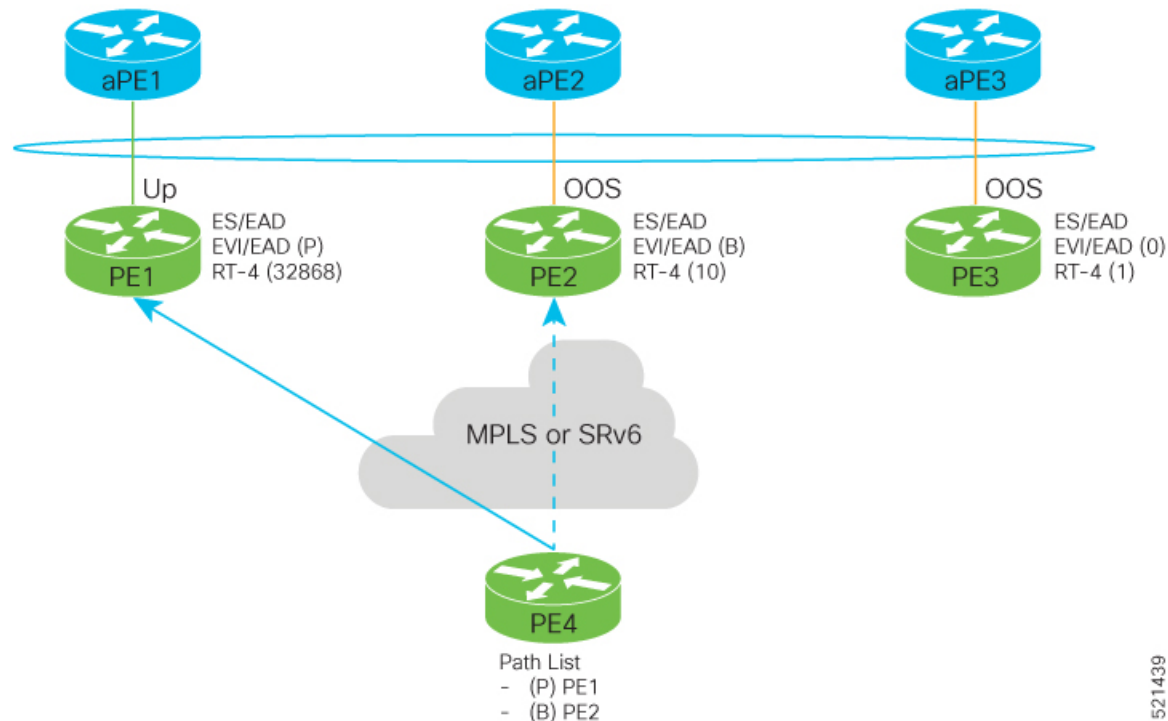 aPE1
aPE2
aPE3
Up
OOS
OOS
PE1
ES/EAD
EVI/EAD (P)
RT-4 (32868)
PE2
ES/EAD
EVI/EAD (B)
RT-4 (10)
PE3
ES/EAD
EVI/EAD (0)
RT-4 (1)
MPLS or SRv6
PE4
Path List
- (P) PE1
- (B) PE2
521439